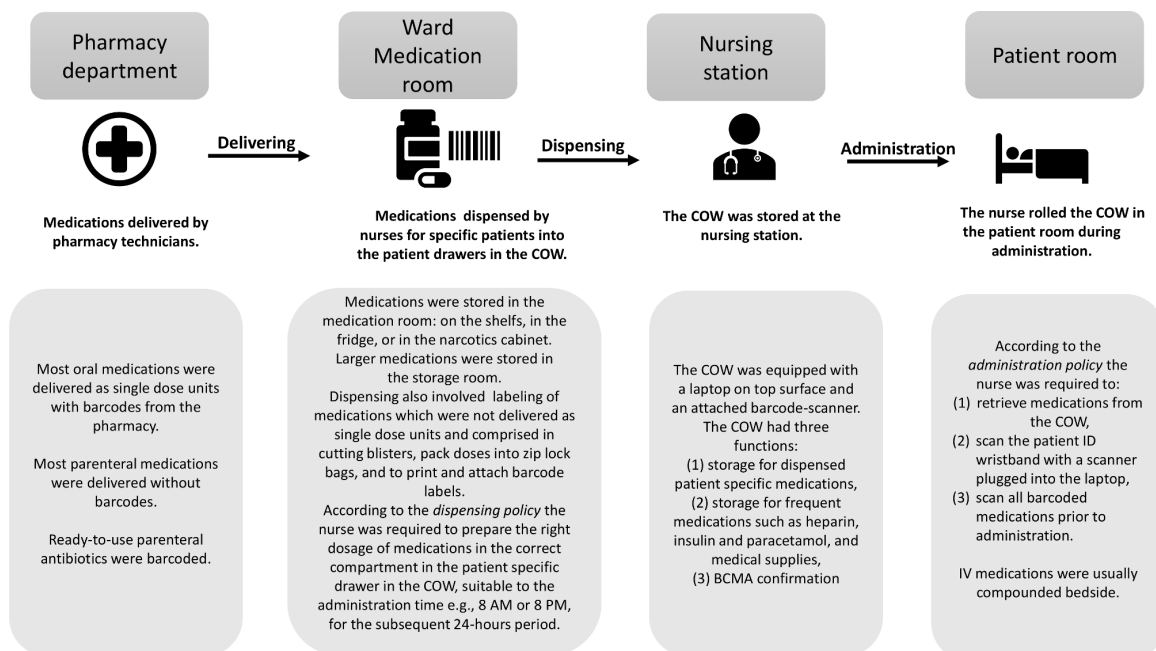 Pharmacy
department
Ward
Medication
room
Nursing
station
Patient room
Delivering
Dispensing
Administration
Medications delivered by
pharmacy technicians.
Medications dispensed by
nurses for specific patients into
the patient drawers in the COW.
The COW was stored at the
nursing station.
The nurse rolled the COW in
the patient room during
administration.
Most oral medications were
delivered as single dose units
with barcodes from the
pharmacy.
Most parenteral medications
were delivered without
barcodes.
Ready-to-use parenteral
antibiotics were barcoded.
Medications were stored in the
medication room: on the shelfs, in the
fridge, or in the narcotics cabinet.
Larger medications were stored in
the storage room.
Dispensing also involved labeling of
medications which were not delivered as
single dose units and comprised in
cutting blisters, pack doses into zip lock
bags, and to print and attach barcode
labels.
According to the dispensing policy the
nurse was required to prepare the right
dosage of medications in the correct
compartment in the patient specific
drawer in the COW, suitable to the
administration time e.g., 8 AM or 8 PM,
for the subsequent 24-hours period.
The COW was equipped with
a laptop on top surface and
an attached barcode-scanner.
The COW had three
functions:
(1) storage for dispensed
patient specific medications,
(2) storage for frequent
medications such as heparin,
insulin and paracetamol, and
medical supplies,
(3) BCMA confirmation
According to the
administration policy the
nurse was required to:
(1) retrieve medications from
the COW,
(2) scan the patient ID
wristband with a scanner
plugged into the laptop,
(3) scan all barcoded
medications prior to
administration.
IV medications were usually
compounded bedside.